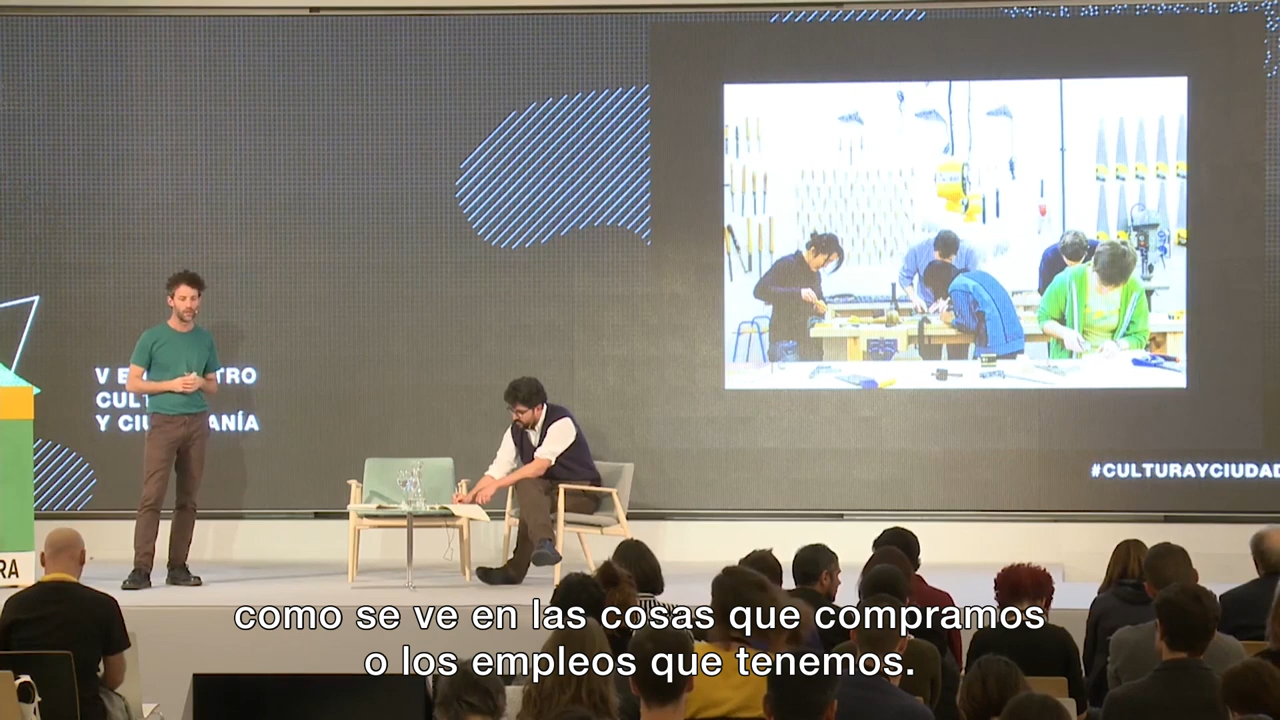 V E TRO
CULT
Y CIU ANÍA
#CULTURAYCIUDAD
RA
como se ve en las cosas que compramos
o los empleos que tenemos.